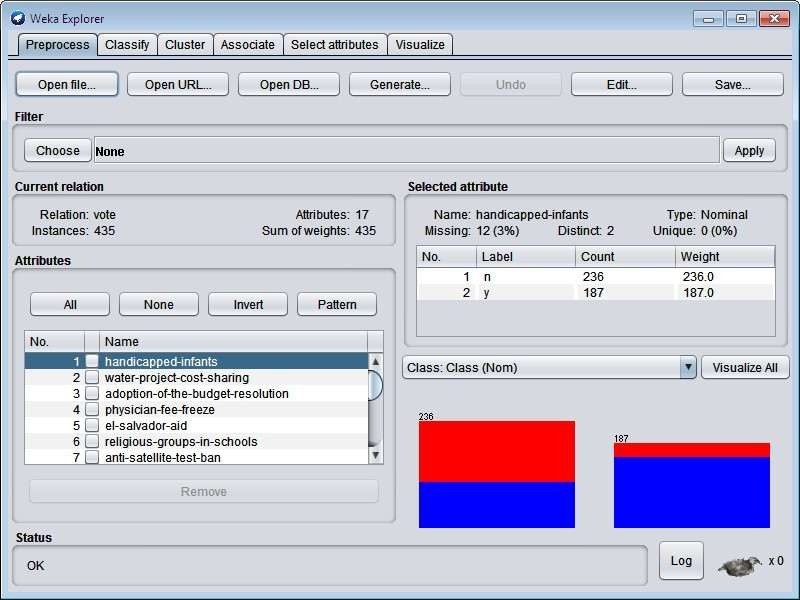 Weka Explorer
Preprocess Classify Cluster Associate Select attributes Visualize
Open file... Open URL... Open DB... Generate... Undo Edit... Save...
Filter
Choose None Apply
Current relation
Relation: vote Attributes: 17
Instances: 435 Sum of weights: 435
Selected attribute
Name: handicapped-infants Type: Nominal
Missing: 12 (3%) Distinct: 2 Unique: 0 (0%)
No. Label Count Weight
1 n 236 236.0
2 y 187 187.0
Attributes
All None Invert Pattern
No. Name
1 handicapped-infants
2 water-project-cost-sharing
3 adoption-of-the-budget-resolution
4 physician-fee-freeze
5 el-salvador-aid
6 religious-groups-in-schools
7 anti-satellite-test-ban
Remove
Class: Class (Nom) Visualize All
236
187
Status
OK
Log x 0